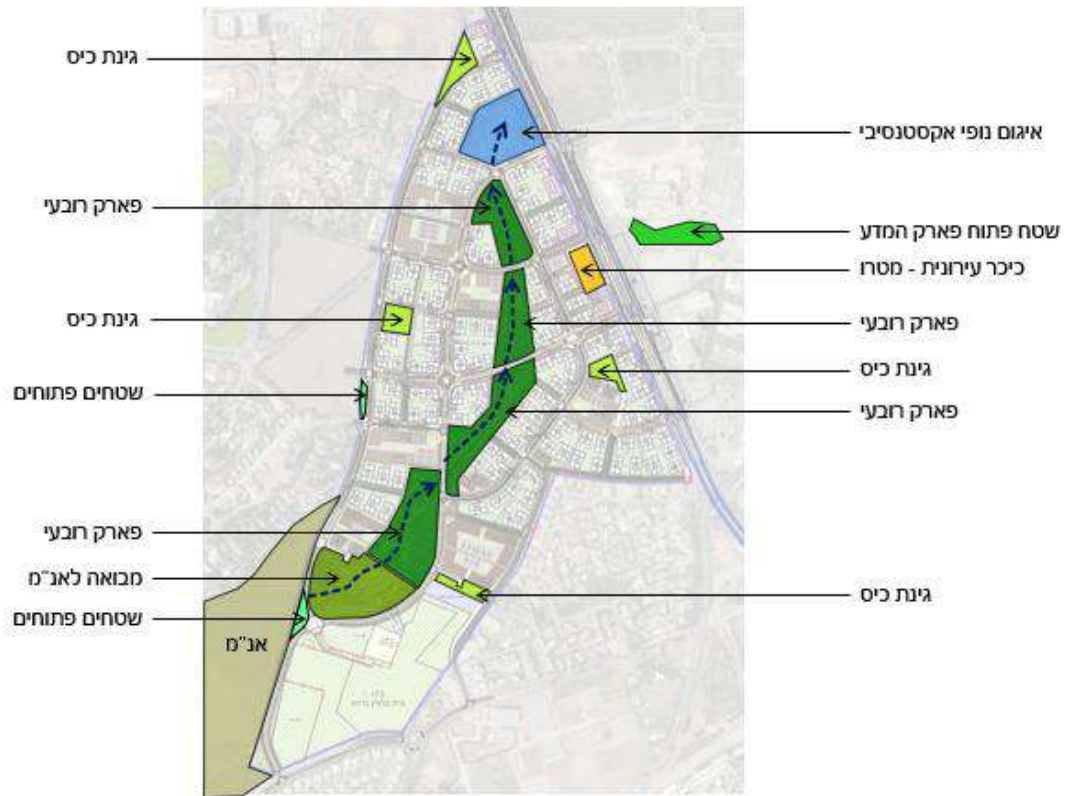 גינת כיס
איגום נופי אקסטנסיבי
פארק רובעי
שטח פתוח פארק המדע
כיכר עירונית - מטרו
גינת כיס
פארק רובעי
גינת כיס
שטחים פתוחים
פארק רובעי
פארק רובעי
מבואה לאנ"מ
גינת כיס
שטחים פתוחים
אנ"מ